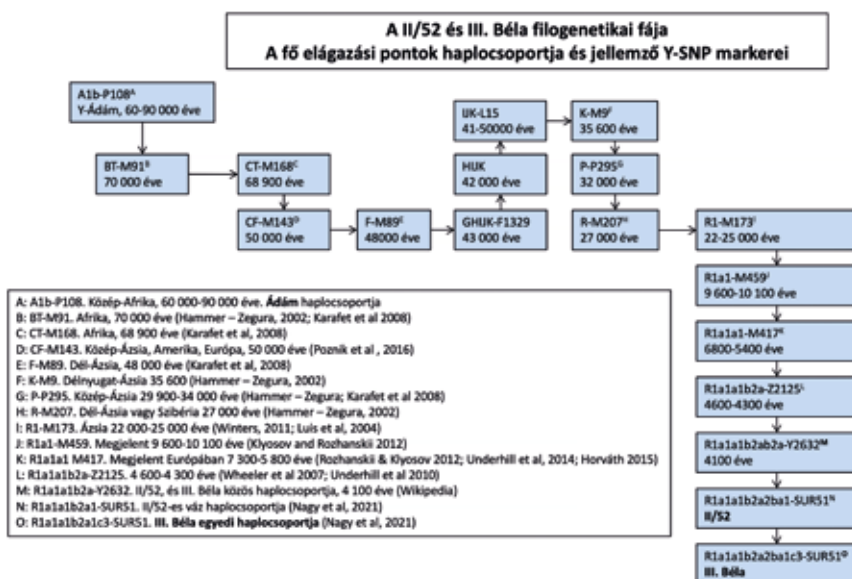 A II/52 és III. Béla filogenetikai fája
A fő elágazási pontok haplocsoportja és jellemző Y-SNP markerei
A1b-P108ᴬ
Y-Ádám, 60-90 000 éve
BT-M91ᴮ
70 000 éve
CT-M168ᶜ
68 900 éve
CF-M143ᴰ
50 000 éve
F-M89ᴱ
48000 éve
GHIJK-F1329
43 000 éve
HIJK
42 000 éve
IJK-L15
41-50000 éve
K-M9ᶠ
35 600 éve
P-P295ᴳ
32 000 éve
R-M207ᴴ
27 000 éve
R1-M173ᴵ
22-25 000 éve
R1a1-M459ᴶ
9 600-10 100 éve
R1a1a1-M417ᴷ
6800-5400 éve
R1a1a1b2a-Z2125ᴸ
4600-4300 éve
R1a1a1b2ab2a-Y2632ᴹ
4100 éve
R1a1a1b2a2ba1-SUR51ᴺ
II/52
R1a1a1b2a2ba1c3-SUR51ᴼ
III. Béla
A: A1b-P108. Közép-Afrika, 60 000-90 000 éve. Ádám haplocsoportja
B: BT-M91. Afrika, 70 000 éve (Hammer – Zegura, 2002; Karafet et al 2008)
C: CT-M168. Afrika, 68 900 éve (Karafet et al, 2008)
D: CF-M143. Közép-Ázsia, Amerika, Európa, 50 000 éve (Poznik et al , 2016)
E: F-M89. Dél-Ázsia, 48 000 éve (Karafet et al, 2008)
F: K-M9. Délnyugat-Ázsia 35 600 (Hammer – Zegura, 2002)
G: P-P295. Közép-Ázsia 29 900-34 000 éve (Hammer – Zegura; Karafet et al 2008)
H: R-M207. Dél-Ázsia vagy Szibéria 27 000 éve (Hammer – Zegura, 2002)
I: R1-M173. Ázsia 22 000-25 000 éve (Winters, 2011; Luis et al, 2004)
J: R1a1-M459. Megjelent 9 600-10 100 éve (Klyosov and Rozhanskii 2012)
K: R1a1a1 M417. Megjelent Európában 7 300-5 800 éve (Rozhanskii & Klyosov 2012; Underhill et al, 2014; Horváth 2015)
L: R1a1a1b2a-Z2125. 4 600-4 300 éve (Wheeler et al 2007; Underhill et al 2010)
M: R1a1a1b2a-Y2632. II/52, és III. Béla közös haplocsoportja, 4 100 éve (Wikipedia)
N: R1a1a1b2a1-SUR51. II/52-es váz haplocsoportja (Nagy et al, 2021)
O: R1a1a1b2a1c3-SUR51. III. Béla egyedi haplocsoportja (Nagy et al, 2021)